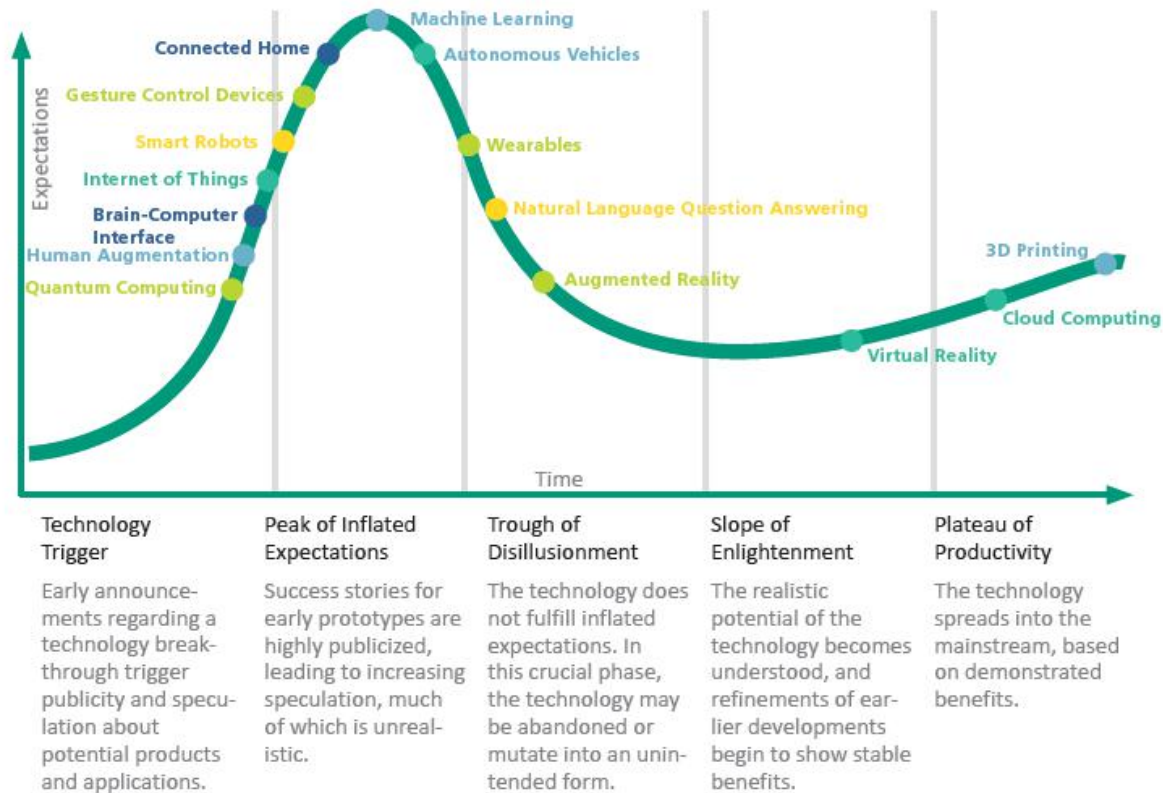 Machine Learning
Connected Home
Autonomous Vehicles
Gesture Control Devices
Expectations
Smart Robots
Wearables
Internet of Things
Natural Language Question Answering
Brain-Computer
Interface
Human Augmentation
3D Printing
Quantum Computing
Augmented Reality
Cloud Computing
Virtual Reality
Time
Technology
Trigger
Early announce-
ments regarding a
technology break-
through trigger
publicity and specu-
lation about
potential products
and applications.
Peak of Inflated
Expectations
Success stories for
early prototypes are
highly publicized,
leading to increasing
speculation, much
of which is unreal-
istic.
Trough of
Disillusionment
The technology does
not fulfill inflated
expectations. In
this crucial phase,
the technology may
be abandoned or
mutate into an unin-
tended form.
Slope of
Enlightenment
The realistic
potential of the
technology becomes
understood, and
refinements of ear-
lier developments
begin to show stable
benefits.
Plateau of
Productivity
The technology
spreads into the
mainstream, based
on demonstrated
benefits.